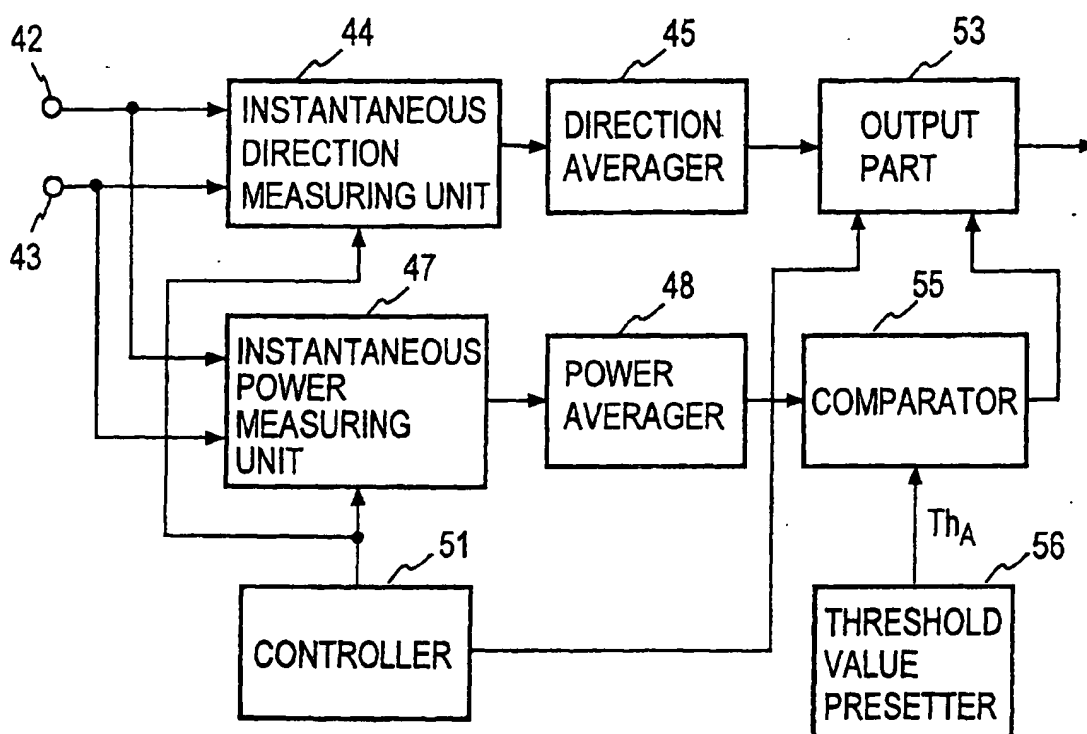 42
44
45
53
INSTANTANEOUS
DIRECTION
MEASURING UNIT
DIRECTION
AVERAGER
OUTPUT
PART
43
47
48
55
INSTANTANEOUS
POWER
MEASURING
UNIT
POWER
AVERAGER
COMPARATOR
51
ThA
56
CONTROLLER
THRESHOLD
VALUE
PRESETTER